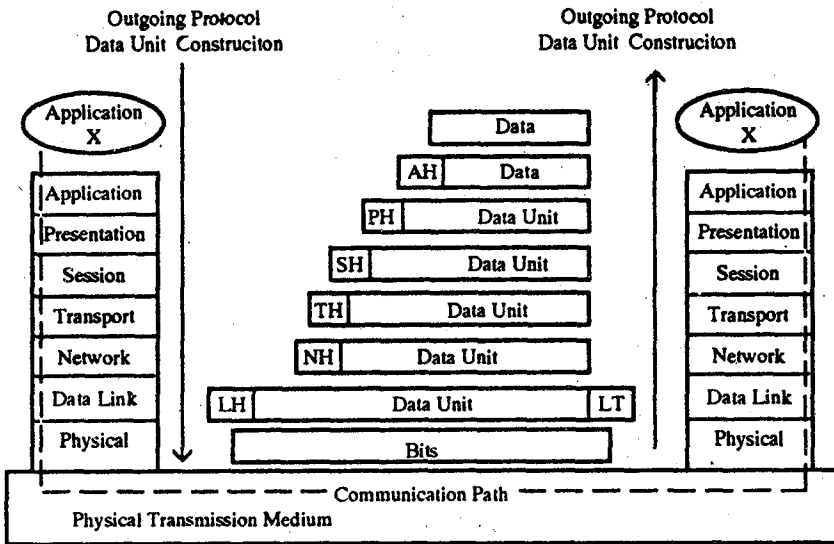 Outgoing Protocol
Data Unit Construciton
Outgoing Protocol
Data Unit Construciton
Application
X
Data
Application
X
AH Data
Application
Application
PH Data Unit
Presentation
Presentation
SH Data Unit
Session
Session
TH Data Unit
Transport
Transport
NH Data Unit
Network
Network
LH Data Unit LT
Data Link
Data Link
Bits
Physical
Physical
Communication Path
Physical Transmission Medium